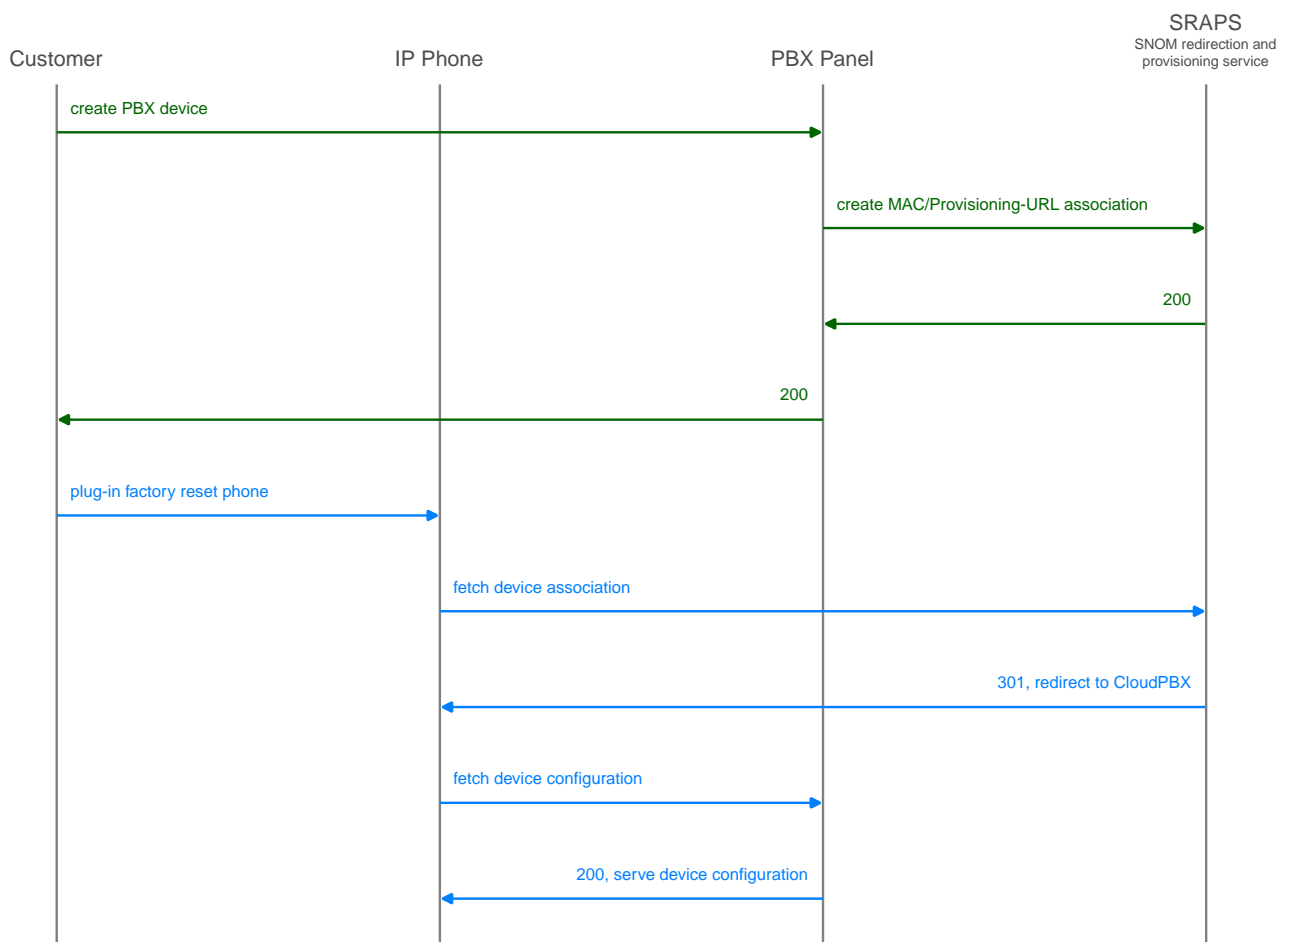 SRAPS
SNOM redirection and
provisioning service
Customer
IP Phone
PBX Panel
create PBX device
create MAC/Provisioning-URL association
200
200
plug-in factory reset phone
fetch device association
301, redirect to CloudPBX
fetch device configuration
200, serve device configuration